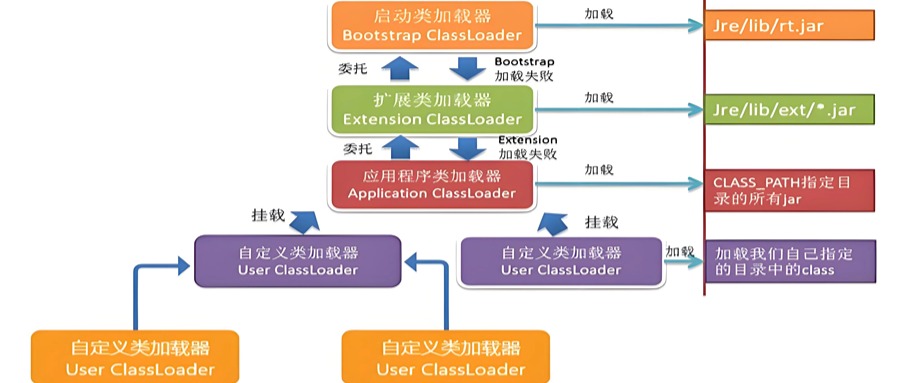 启动类加载器
Bootstrap ClassLoader
加载
Jre/lib/rt.jar
委托
Bootstrap
加载失败
扩展类加载器
Extension ClassLoader
加载
Jre/lib/ext/*.jar
委托
Extension
加载失败
应用程序类加载器
Application ClassLoader
加载
CLASS_PATH指定目
录的所有jar
挂载
挂载
自定义类加载器
User ClassLoader
自定义类加载器
User ClassLoader
加载
加载我们自己指定
的目录中的class
自定义类加载器
User ClassLoader
自定义类加载器
User ClassLoader